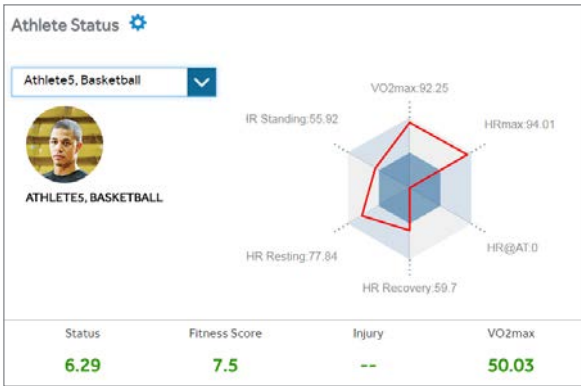 Athlete Status
Athlete5, Basketball
ATHLETE5, BASKETBALL
VO2max:92.25
IR Standing:55.92
HRmax:94.01
HR Resting:77.84
HR@AT:0
HR Recovery:59.7
Status Fitness Score Injury VO2max
6.29 7.5 -- 50.03